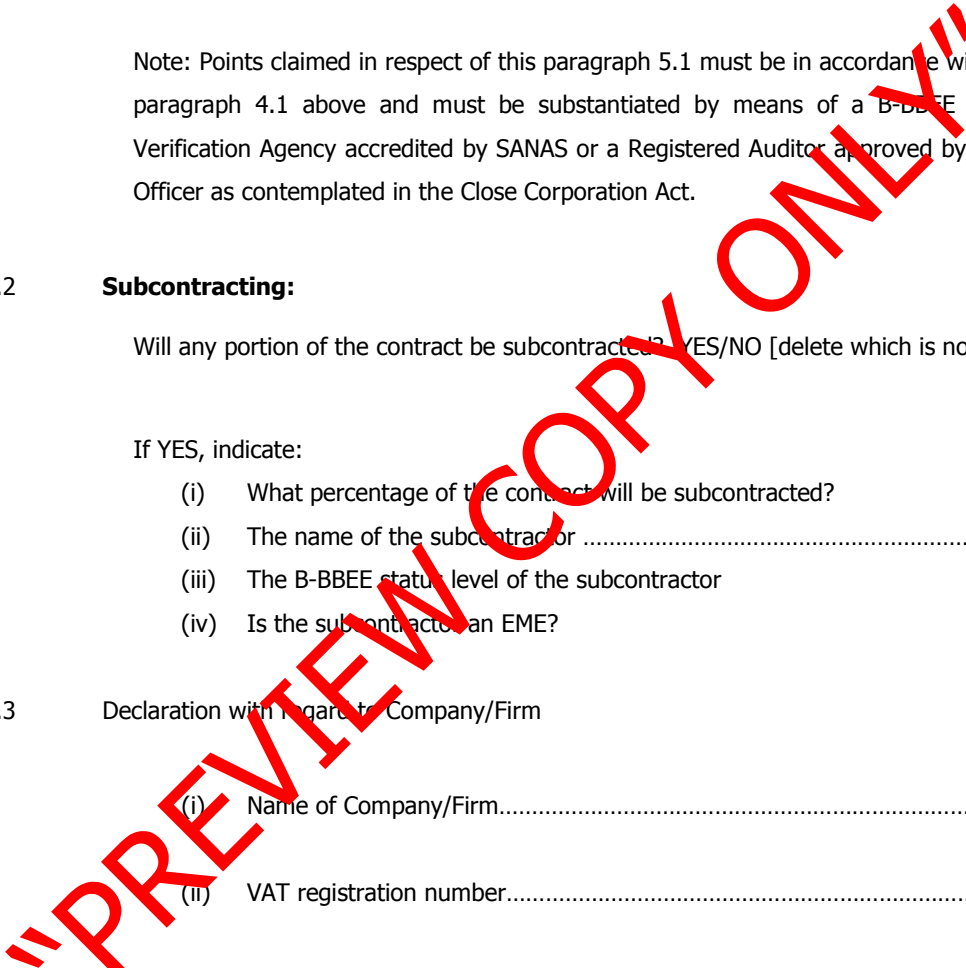 Note: Points claimed in respect of this paragraph 5.1 must be in accordance wi
paragraph 4.1 above and must be substantiated by means of a B-BBEE
Verification Agency accredited by SANAS or a Registered Auditor approved by
Officer as contemplated in the Close Corporation Act.
.2 Subcontracting:
Will any portion of the contract be subcontracted? YES/NO [delete which is no
If YES, indicate:
(i) What percentage of the contract will be subcontracted?
(ii) The name of the subcontractor ………………………………………………………
(iii) The B-BBEE status level of the subcontractor
(iv) Is the subcontractor an EME?
.3 Declaration with regard to Company/Firm
(i) Name of Company/Firm…………………………………………………………………
(ii) VAT registration number…………………………………………………………………
"PREVIEW COPY ONLY"